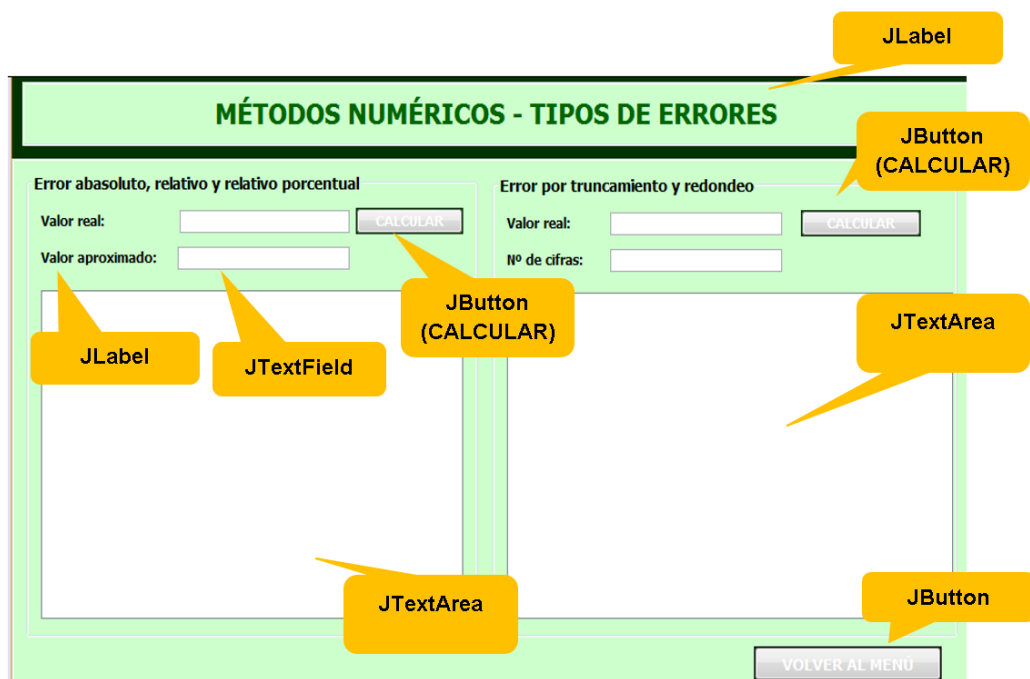 JLabel
MÉTODOS NUMÉRICOS - TIPOS DE ERRORES
JButton
(CALCULAR)
Error abasoluto, relativo y relativo porcentual
Error por truncamiento y redondeo
Valor real:
CALCULAR
Valor real:
CALCULAR
Valor aproximado:
Nº de cifras:
JButton
(CALCULAR)
JTextArea
JLabel
JTextField
JTextArea
JButton
VOLVER AL MENÚ